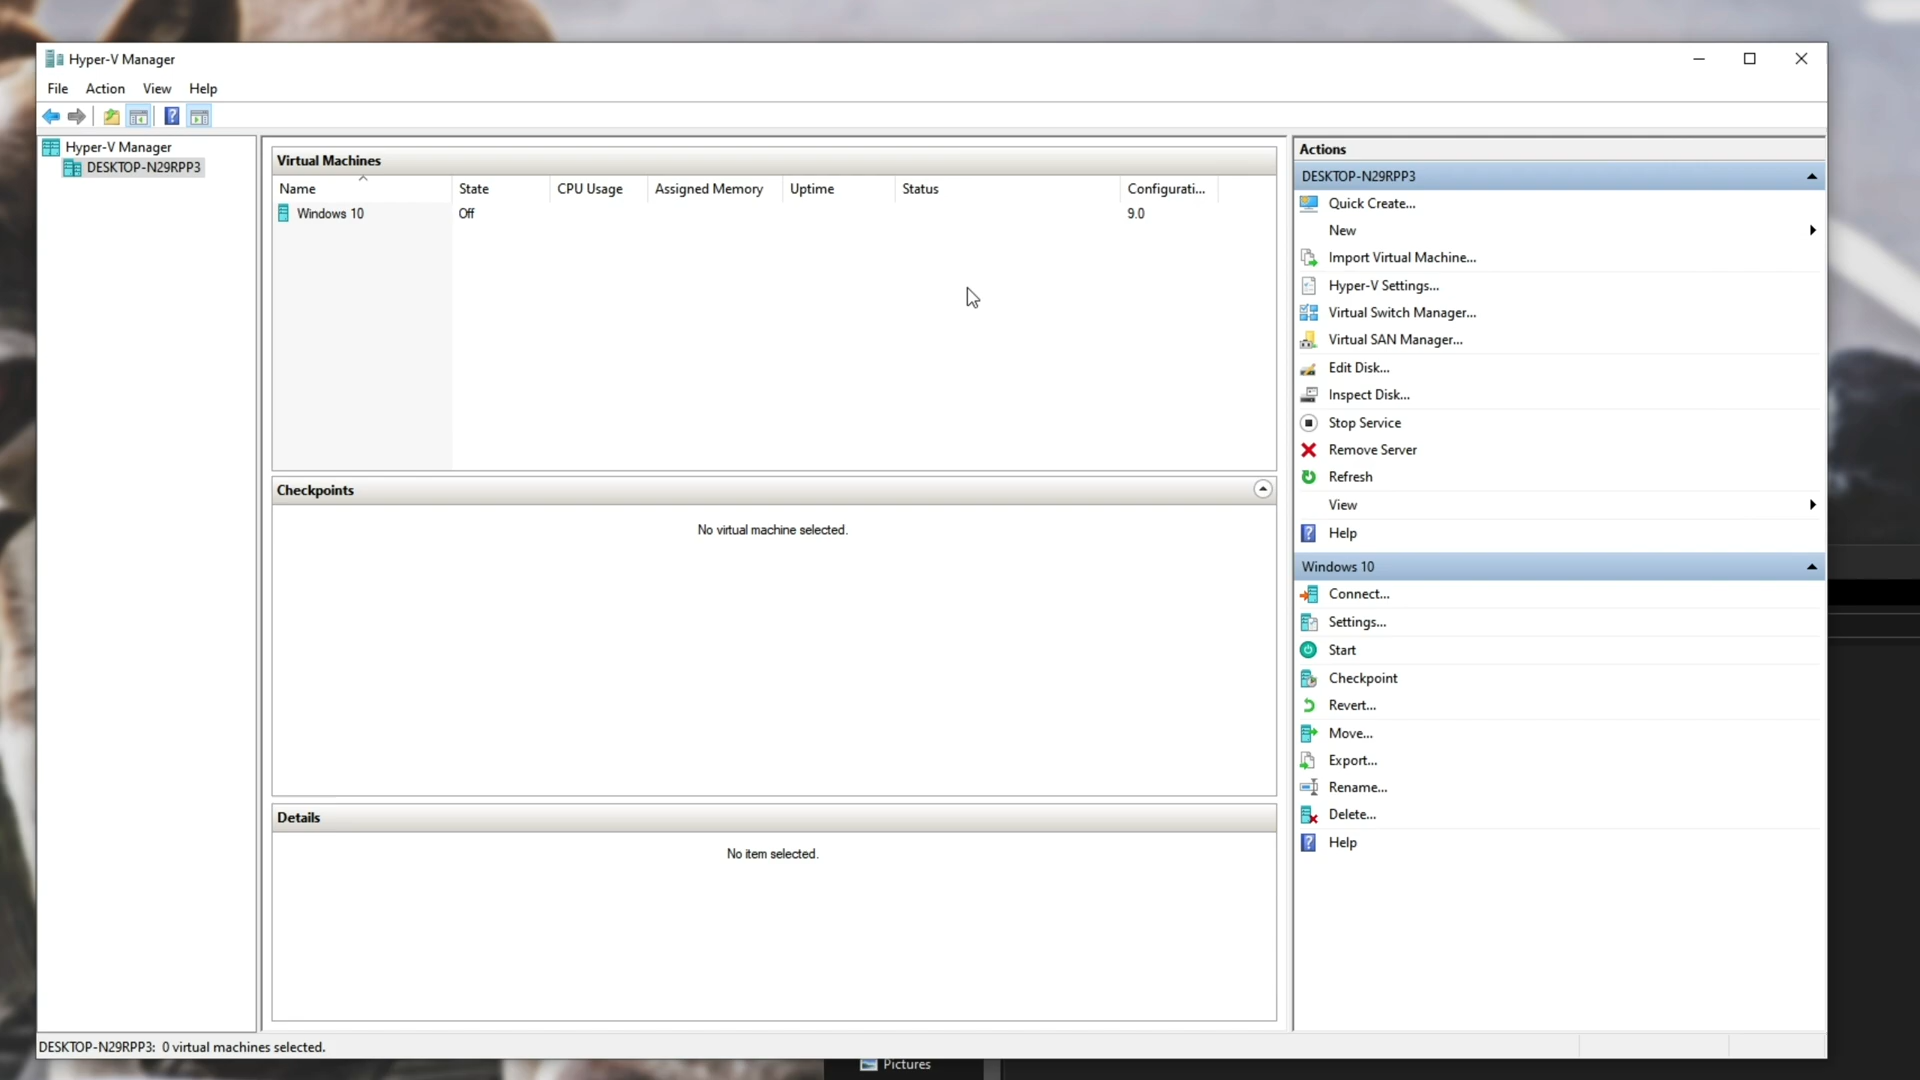 Hyper-V Manager
File Action View Help
Hyper-V Manager
DESKTOP-N29RPP3
Virtual Machines
Name State CPU Usage Assigned Memory Uptime Status Configurati...
Windows 10 Off 9.0
Checkpoints
No virtual machine selected.
Details
No item selected.
Actions
DESKTOP-N29RPP3
Quick Create...
New
Import Virtual Machine...
Hyper-V Settings...
Virtual Switch Manager...
Virtual SAN Manager...
Edit Disk...
Inspect Disk...
Stop Service
Remove Server
Refresh
View
Help
Windows 10
Connect...
Settings...
Start
Checkpoint
Revert...
Move...
Export...
Rename...
Delete...
Help
DESKTOP-N29RPP3: 0 virtual machines selected.
Pictures